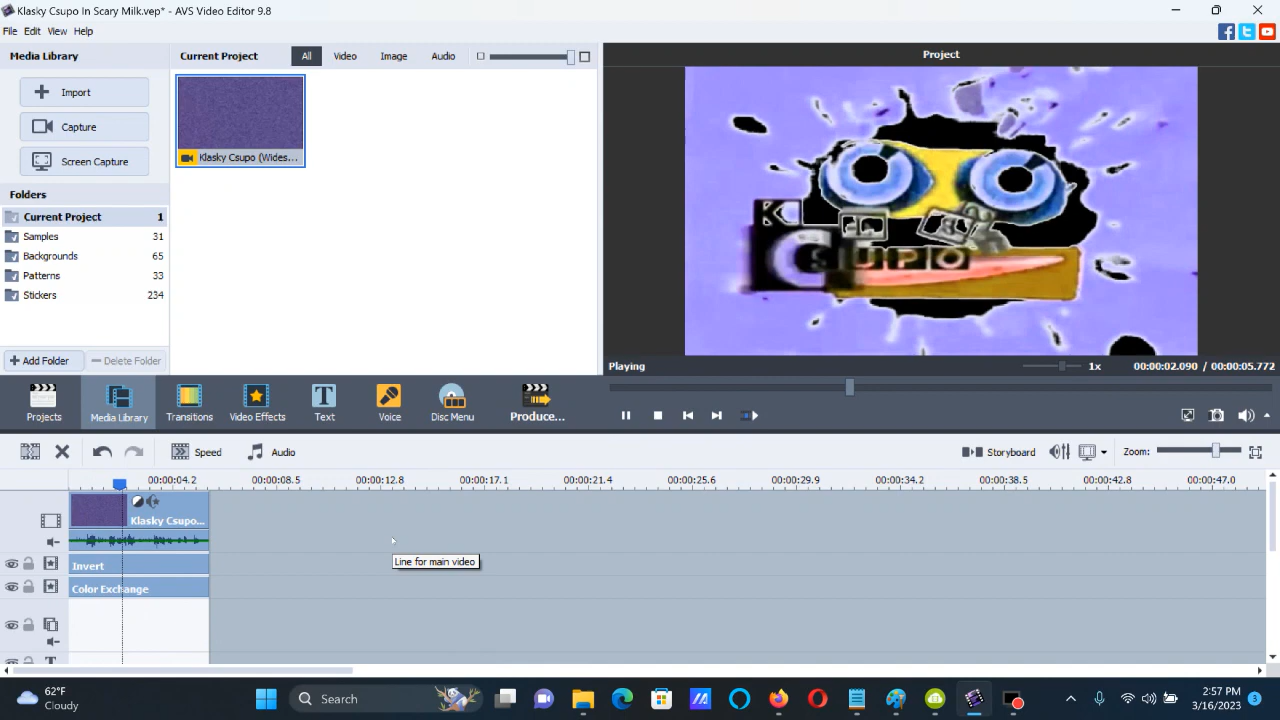 Klasky Csupo In Scary Milk.vep* - AVS Video Editor 9.8
File Edit View Help
Media Library
Import
Capture
Screen Capture
Folders
Current Project 1
Samples 31
Backgrounds 65
Patterns 33
Stickers 234
Add Folder Delete Folder
Current Project All Video Image Audio
Klasky Csupo (Wides...
Project
Playing 1x 00:00:02.090 / 00:00:05.772
Projects Media Library Transitions Video Effects Text Voice Disc Menu Produce...
Speed Audio Storyboard Zoom:
00:00:04.2 00:00:08.5 00:00:12.8 00:00:17.1 00:00:21.4 00:00:25.6 00:00:29.9 00:00:34.2 00:00:38.5 00:00:42.8 00:00:47.0
Klasky Csupo...
Line for main video
Invert
Color Exchange
62°F
Cloudy
Search
2:57 PM
3/16/2023
3